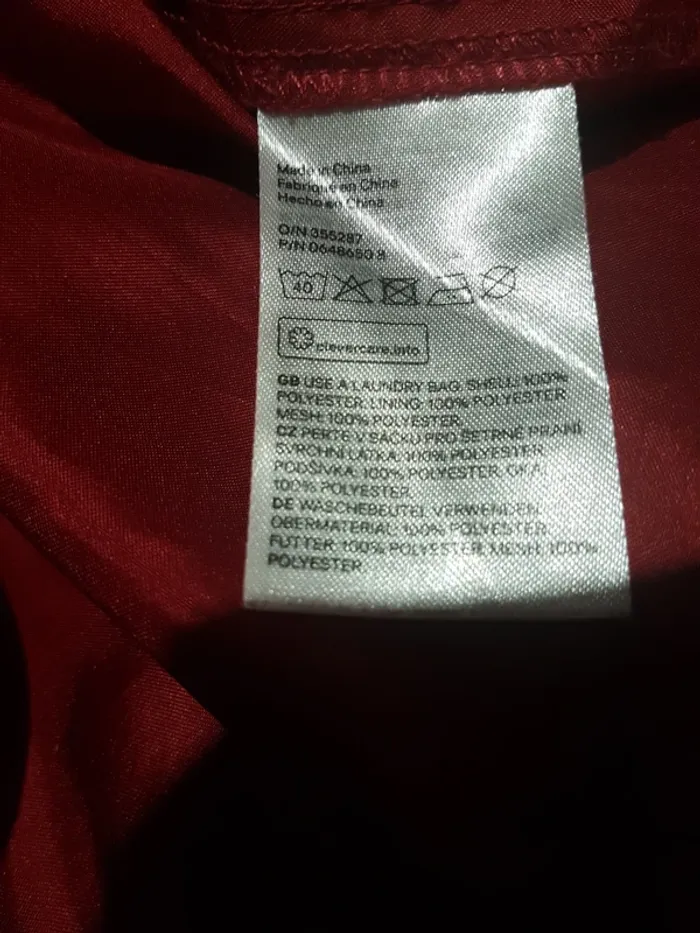 Made in China
Fabriqué en China
Hecho en China
O/N 355287
P/N 0648650 8
40
clevercare.info
GB USE A LAUNDRY BAG. SHELL: 100%
POLYESTER. LINING: 100% POLYESTER.
MESH: 100% POLYESTER.
CZ PERTE V SÁČKU PRO ŠETRNÉ PRANÍ.
SVRCHNÍ LÁTKA: 100% POLYESTER.
PODŠÍVKA: 100% POLYESTER. OKA:
100% POLYESTER.
DE WÄSCHEBEUTEL VERWENDEN.
OBERMATERIAL: 100% POLYESTER.
FUTTER: 100% POLYESTER. MESH: 100%
POLYESTER.